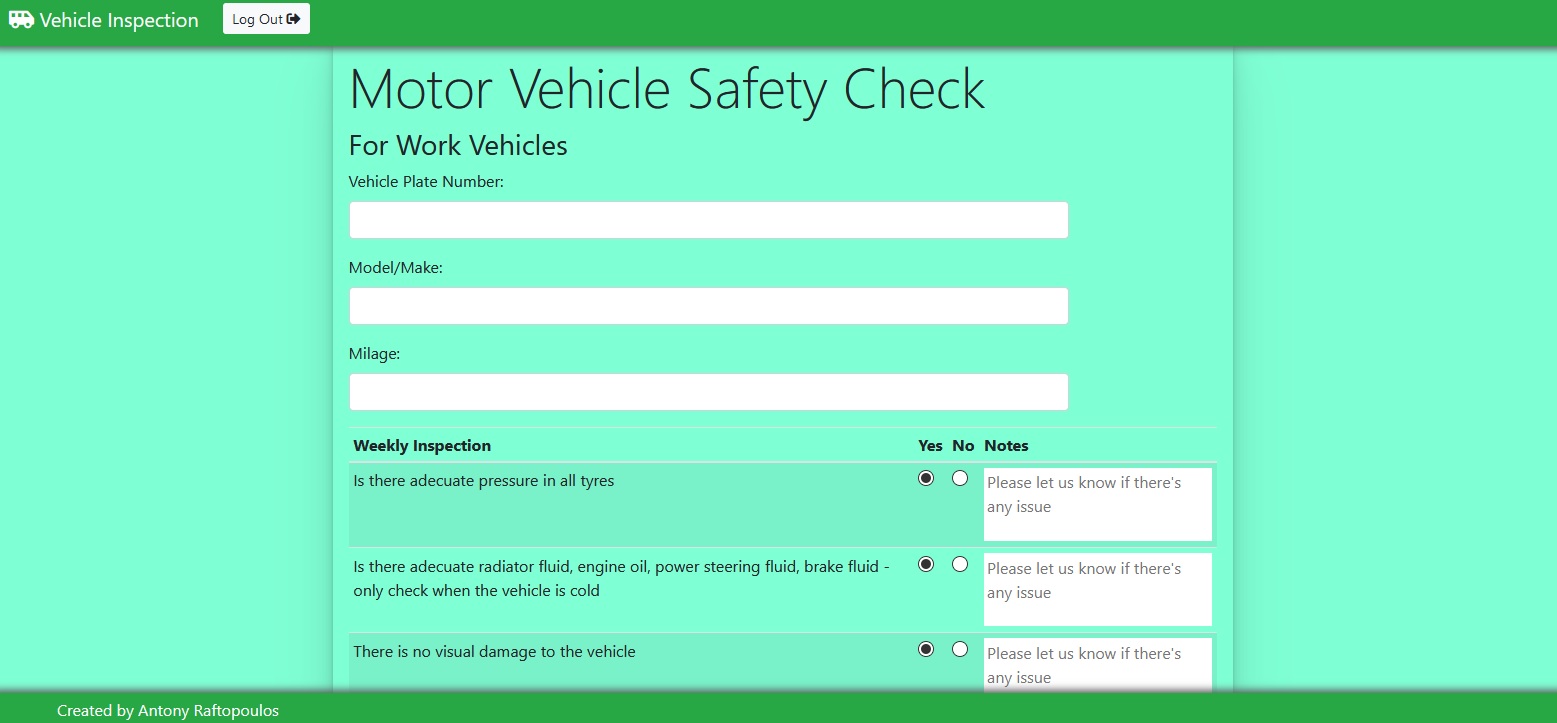 Vehicle Inspection Log Out
Motor Vehicle Safety Check
For Work Vehicles
Vehicle Plate Number:
Model/Make:
Milage:
Weekly Inspection Yes No Notes
Is there adecuate pressure in all tyres
Please let us know if there's
any issue
Is there adecuate radiator fluid, engine oil, power steering fluid, brake fluid -
only check when the vehicle is cold
Please let us know if there's
any issue
There is no visual damage to the vehicle
Please let us know if there's
any issue
Created by Antony Raftopoulos